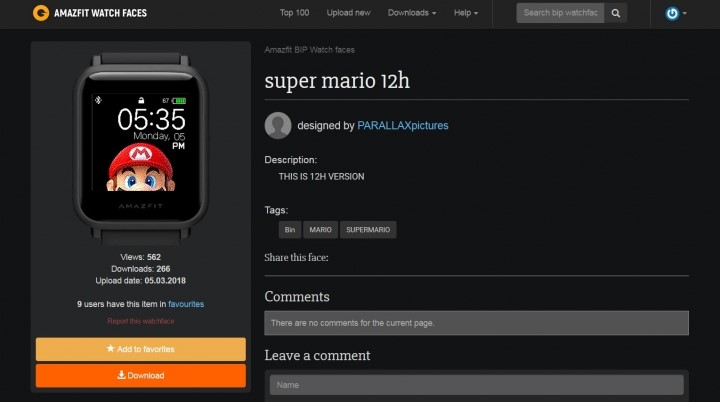 AMAZFIT WATCH FACES
Top 100 Upload new Downloads Help Search bip watchfac
67
05:35
Monday, 05
PM
M
AMAZFIT
Views: 562
Downloads: 266
Upload date: 05.03.2018
9 users have this item in favourites
Report this watchface
Add to favorites
Download
Amazfit BIP Watch faces
super mario 12h
designed by PARALLAXpictures
Description:
THIS IS 12H VERSION
Tags:
Bin MARIO SUPERMARIO
Share this face:
Comments
There are no comments for the current page.
Leave a comment
Name